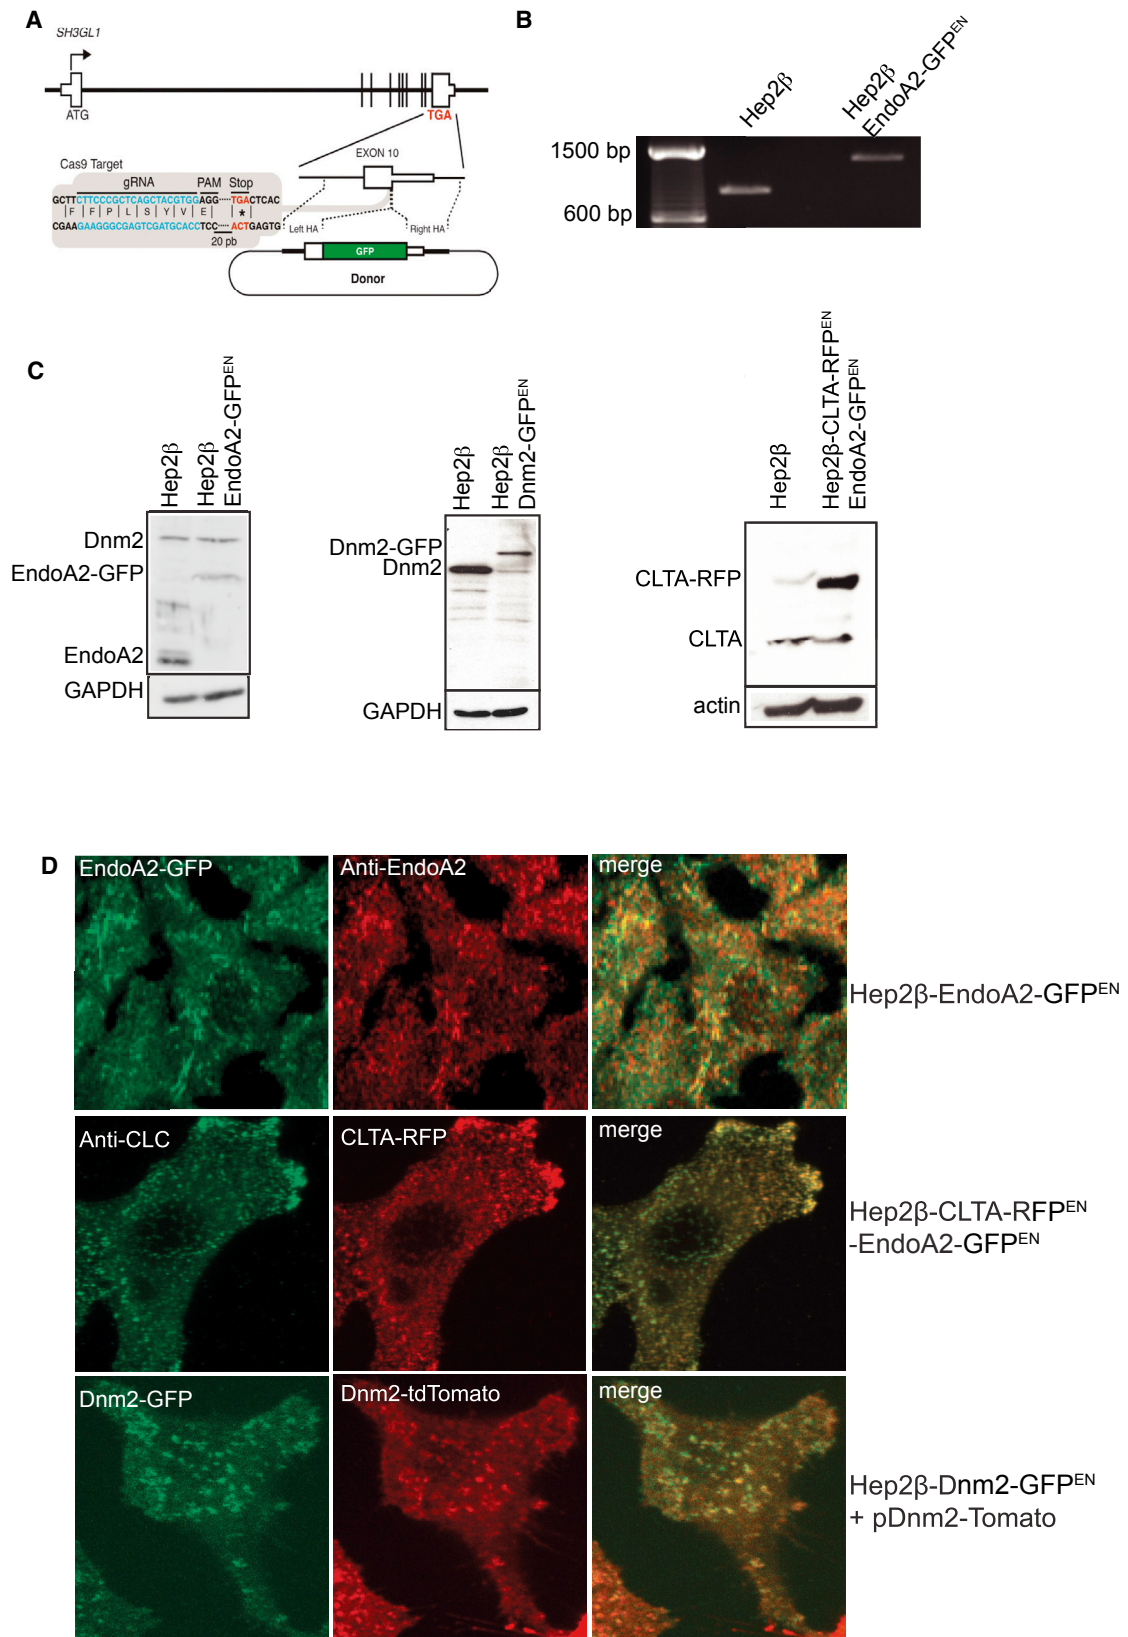 A
SH3GL1
ATG
TGA
Cas9 Target
gRNA PAM Stop
GCTTCTTCCCGCTCAGCTACGTGGAGG·····TGACTCAC
F F P L S Y V E *
CGAAGAAGGGCGAGTCGATGCACCTCC·····ACTGAGTG
20 pb
EXON 10
Left HA
Right HA
GFP
Donor
B
Hep2β
Hep2β
EndoA2-GFPᴱᴺ
1500 bp
600 bp
C
Hep2β
Hep2β
EndoA2-GFPᴱᴺ
Dnm2
EndoA2-GFP
EndoA2
GAPDH
Hep2β
Hep2β
Dnm2-GFPᴱᴺ
Dnm2-GFP
Dnm2
GAPDH
Hep2β
Hep2β-CLTA-RFPᴱᴺ
EndoA2-GFPᴱᴺ
CLTA-RFP
CLTA
actin
D
EndoA2-GFP
Anti-EndoA2
merge
Hep2β-EndoA2-GFPᴱᴺ
Anti-CLC
CLTA-RFP
merge
Hep2β-CLTA-RFPᴱᴺ
-EndoA2-GFPᴱᴺ
Dnm2-GFP
Dnm2-tdTomato
merge
Hep2β-Dnm2-GFPᴱᴺ
+ pDnm2-Tomato